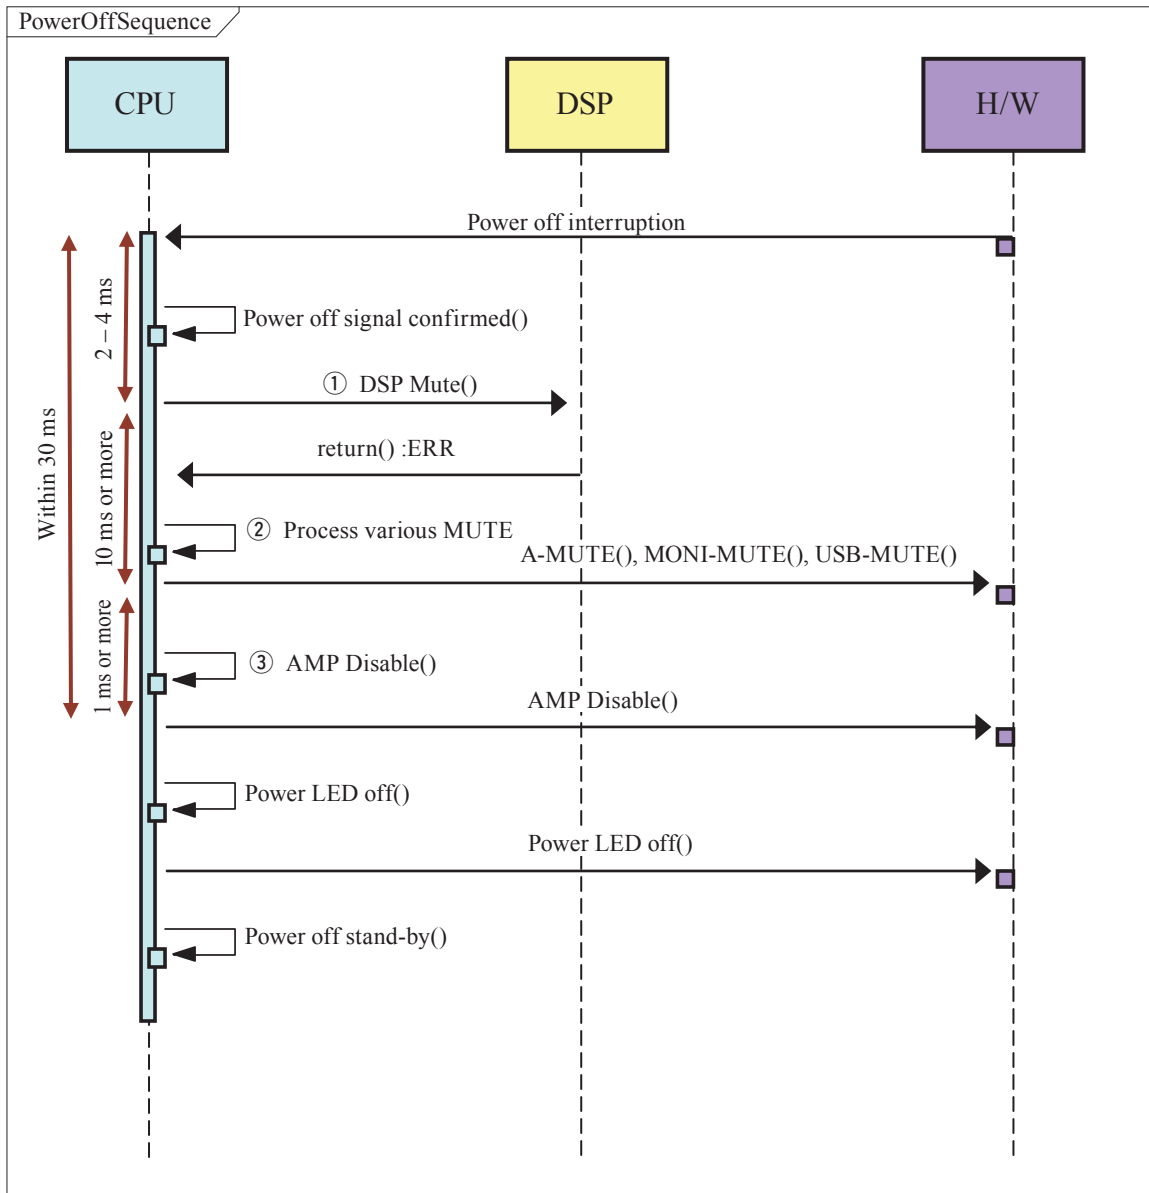 PowerOffSequence
CPU
DSP
H/W
Power off interruption
2 – 4 ms
Power off signal confirmed()
① DSP Mute()
Within 30 ms
10 ms or more
return() :ERR
② Process various MUTE
A-MUTE(), MONI-MUTE(), USB-MUTE()
1 ms or more
③ AMP Disable()
AMP Disable()
Power LED off()
Power LED off()
Power off stand-by()